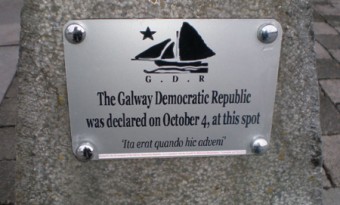 G.D.R
The Galway Democratic Republic
was declared on October 4, at this spot
'Ita erat quando hic adveni"